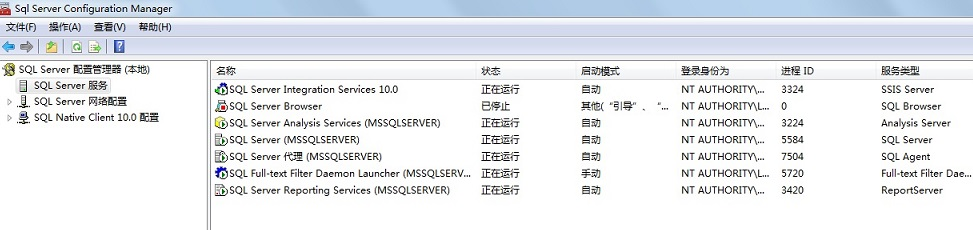 Sql Server Configuration Manager
文件(F) 操作(A) 查看(V) 帮助(H)
SQL Server 配置管理器 (本地)
SQL Server 服务
SQL Server 网络配置
SQL Native Client 10.0 配置
名称 状态 启动模式 登录身份为 进程 ID 服务类型
SQL Server Integration Services 10.0 正在运行 自动 NT AUTHORITY\... 3324 SSIS Server
SQL Server Browser 已停止 其他(“引导”、“... NT AUTHORITY\L... 0 SQL Browser
SQL Server Analysis Services (MSSQLSERVER) 正在运行 自动 NT AUTHORITY\... 3224 Analysis Server
SQL Server (MSSQLSERVER) 正在运行 自动 NT AUTHORITY\... 5584 SQL Server
SQL Server 代理 (MSSQLSERVER) 正在运行 自动 NT AUTHORITY\... 7504 SQL Agent
SQL Full-text Filter Daemon Launcher (MSSQLSERV... 正在运行 手动 NT AUTHORITY\L... 5720 Full-text Filter Dae...
SQL Server Reporting Services (MSSQLSERVER) 正在运行 自动 NT AUTHORITY\... 3420 ReportServer